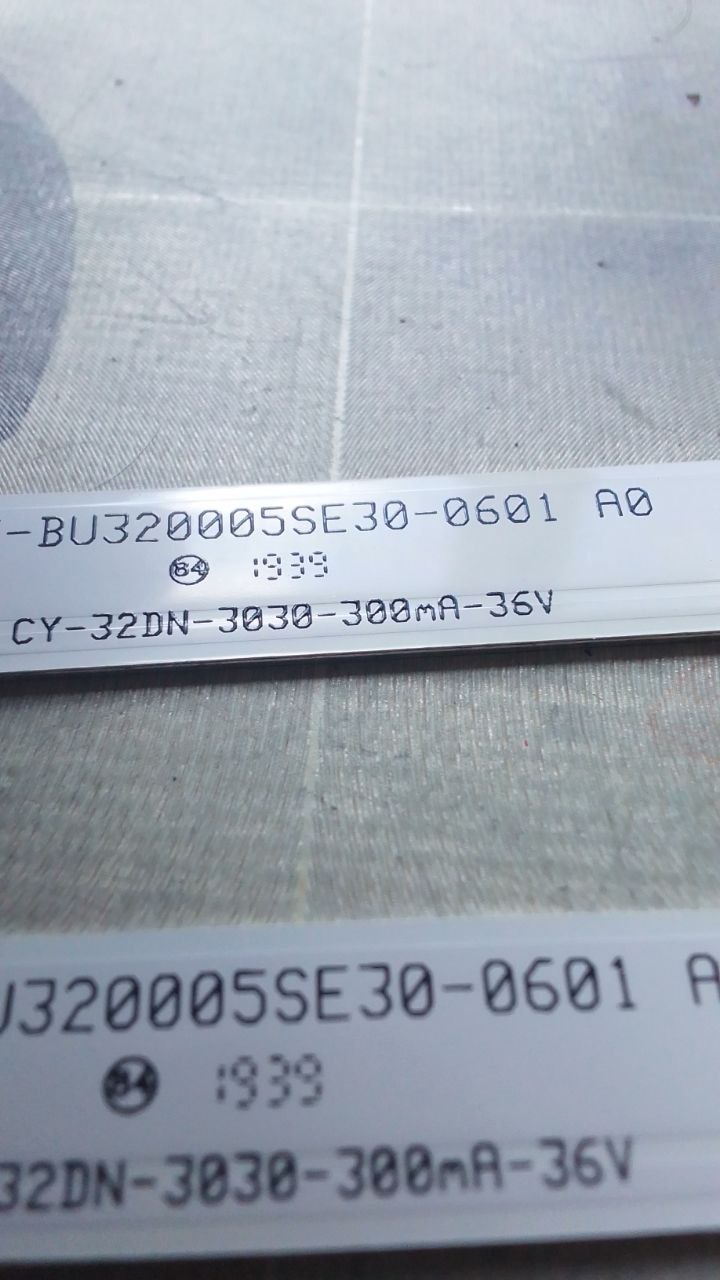 -BU320005SE30-0601 A0
84 1939
CY-32DN-3030-300mA-36V
U320005SE30-0601 A
84 1939
32DN-3030-300mA-36V